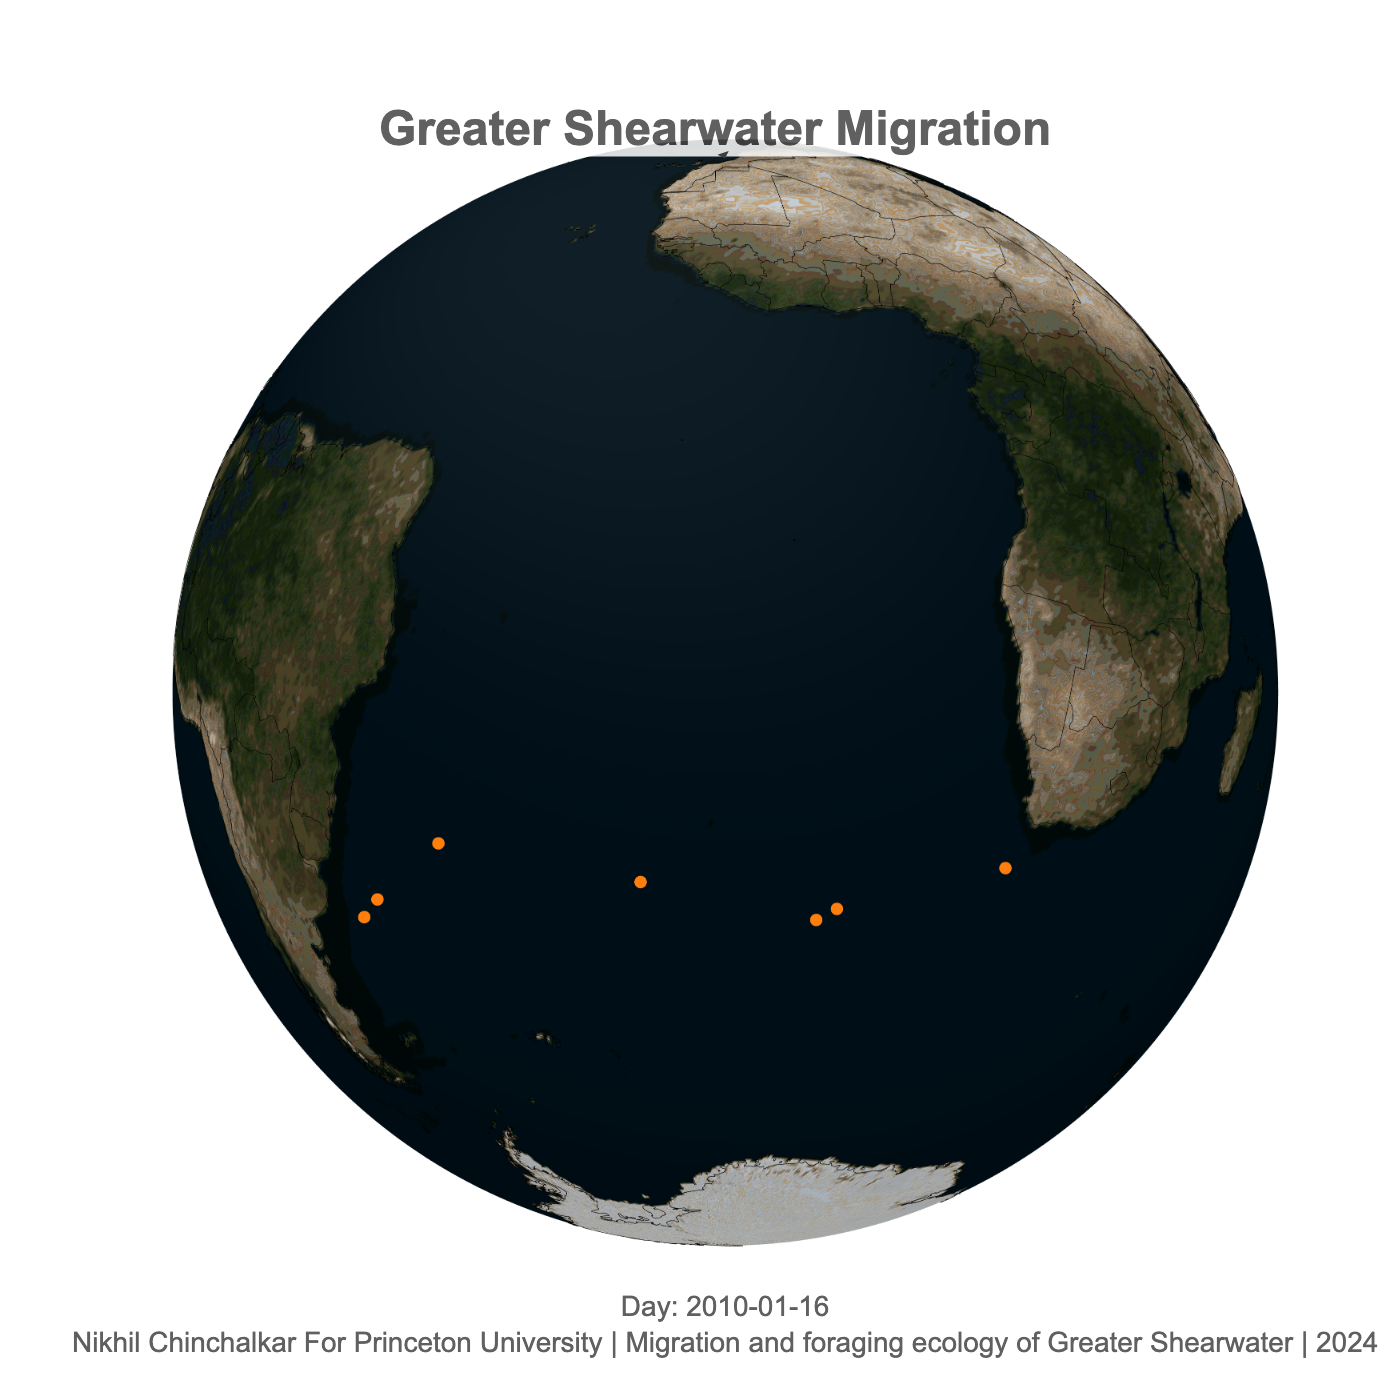 Greater Shearwater Migration
Day: 2010-01-16
Nikhil Chinchalkar For Princeton University | Migration and foraging ecology of Greater Shearwater | 2024